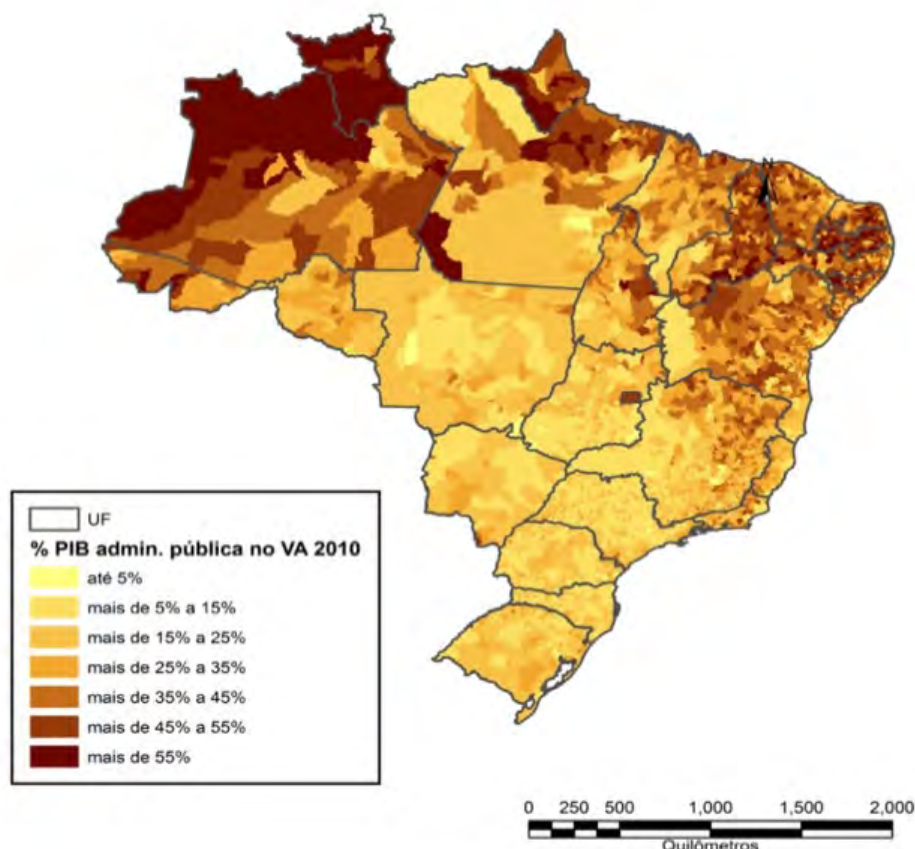 N
UF
% PIB admin. pública no VA 2010
até 5%
mais de 5% a 15%
mais de 15% a 25%
mais de 25% a 35%
mais de 35% a 45%
mais de 45% a 55%
mais de 55%
0 250 500 1,000 1,500 2,000
Quilômetros